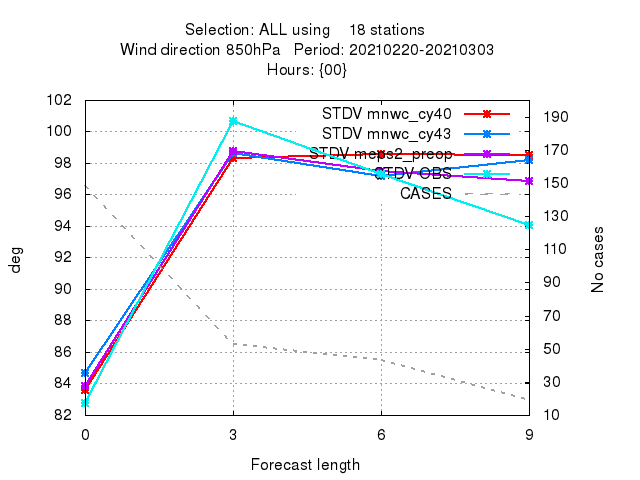 Selection: ALL using 18 stations
Wind direction 850hPa Period: 20210220-20210303
Hours: {00}
STDV mnwc_cy40
STDV mnwc_cy43
STDV meps2_preop
STDV OBS
CASES
102
100
98
96
94
92
90
88
86
84
82
190
170
150
130
110
90
70
50
30
10
deg
No cases
0 3 6 9
Forecast length